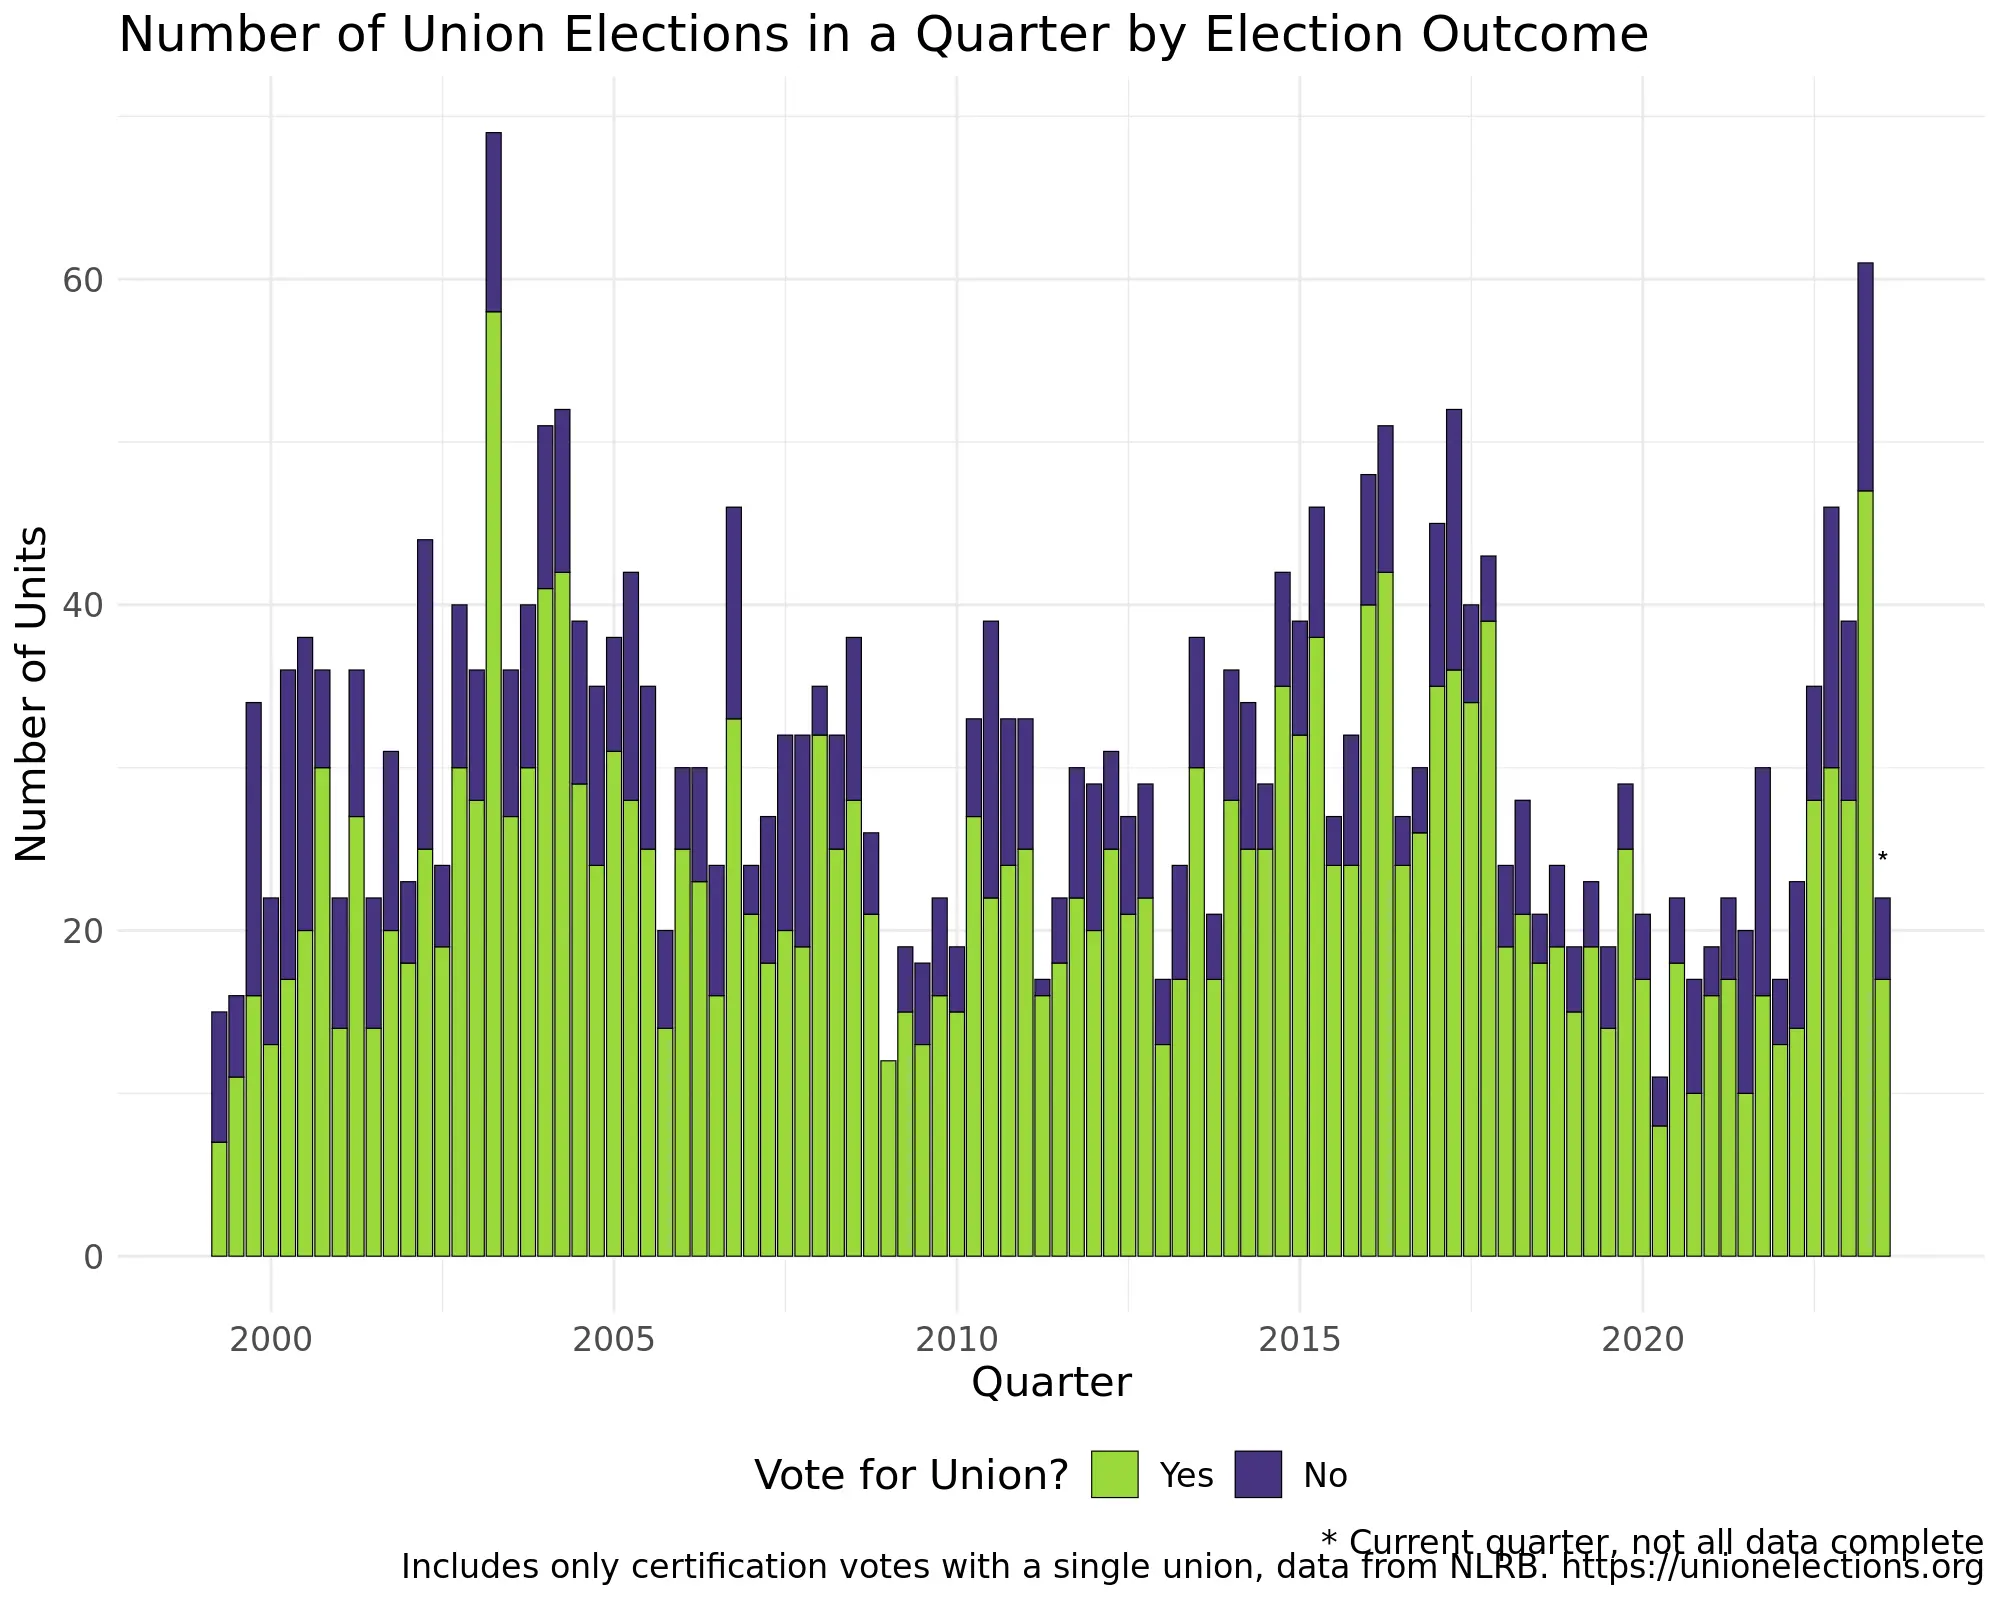 Number of Union Elections in a Quarter by Election Outcome
Number of Units
60
40
20
0
2000 2005 2010 2015 2020
*
Quarter
Vote for Union? Yes No
* Current quarter, not all data complete
Includes only certification votes with a single union, data from NLRB. https://unionelections.org